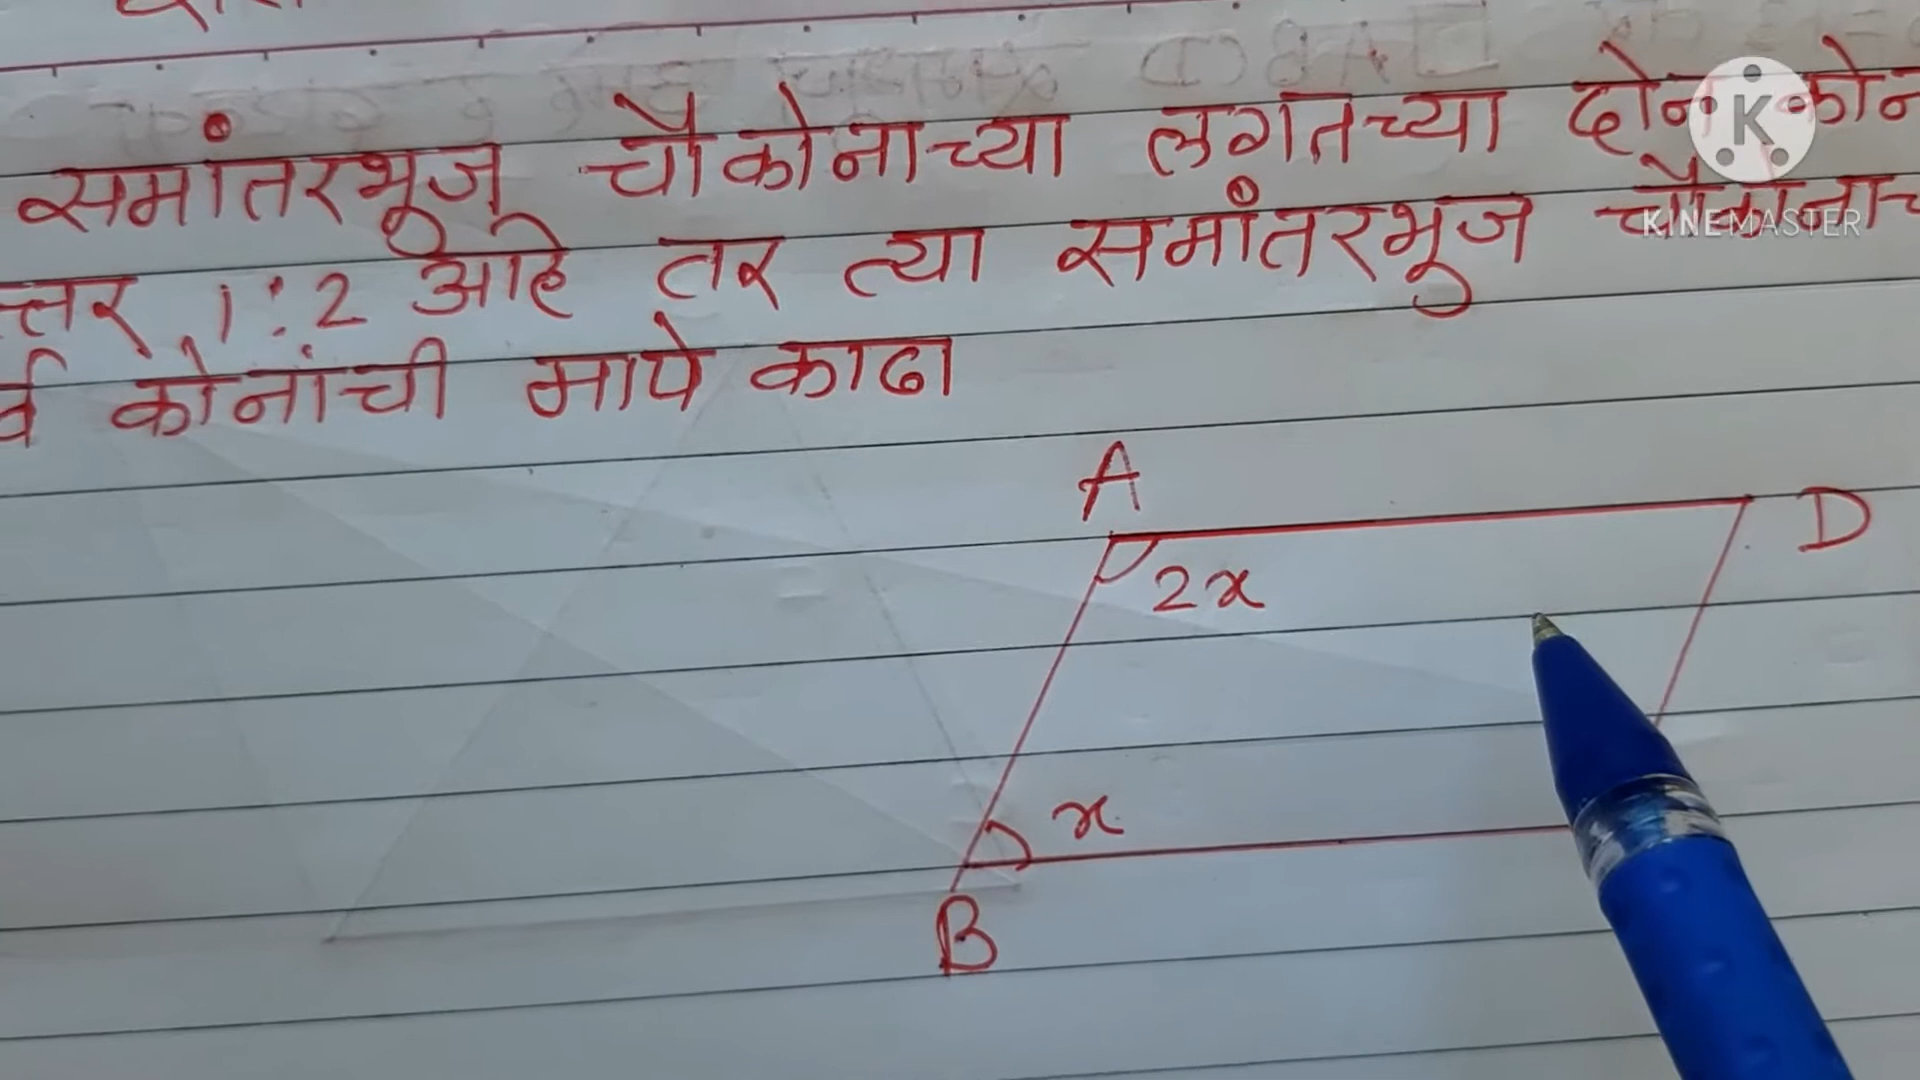 समांतरभूज चौकोनाच्या लगतच्या दोन कोन
त्तर 1:2 आहे तर त्या समांतरभूज चौकोनाच
र्व कोनांची मापे काढा
A
D
2x
x
B
K
KINEMASTER